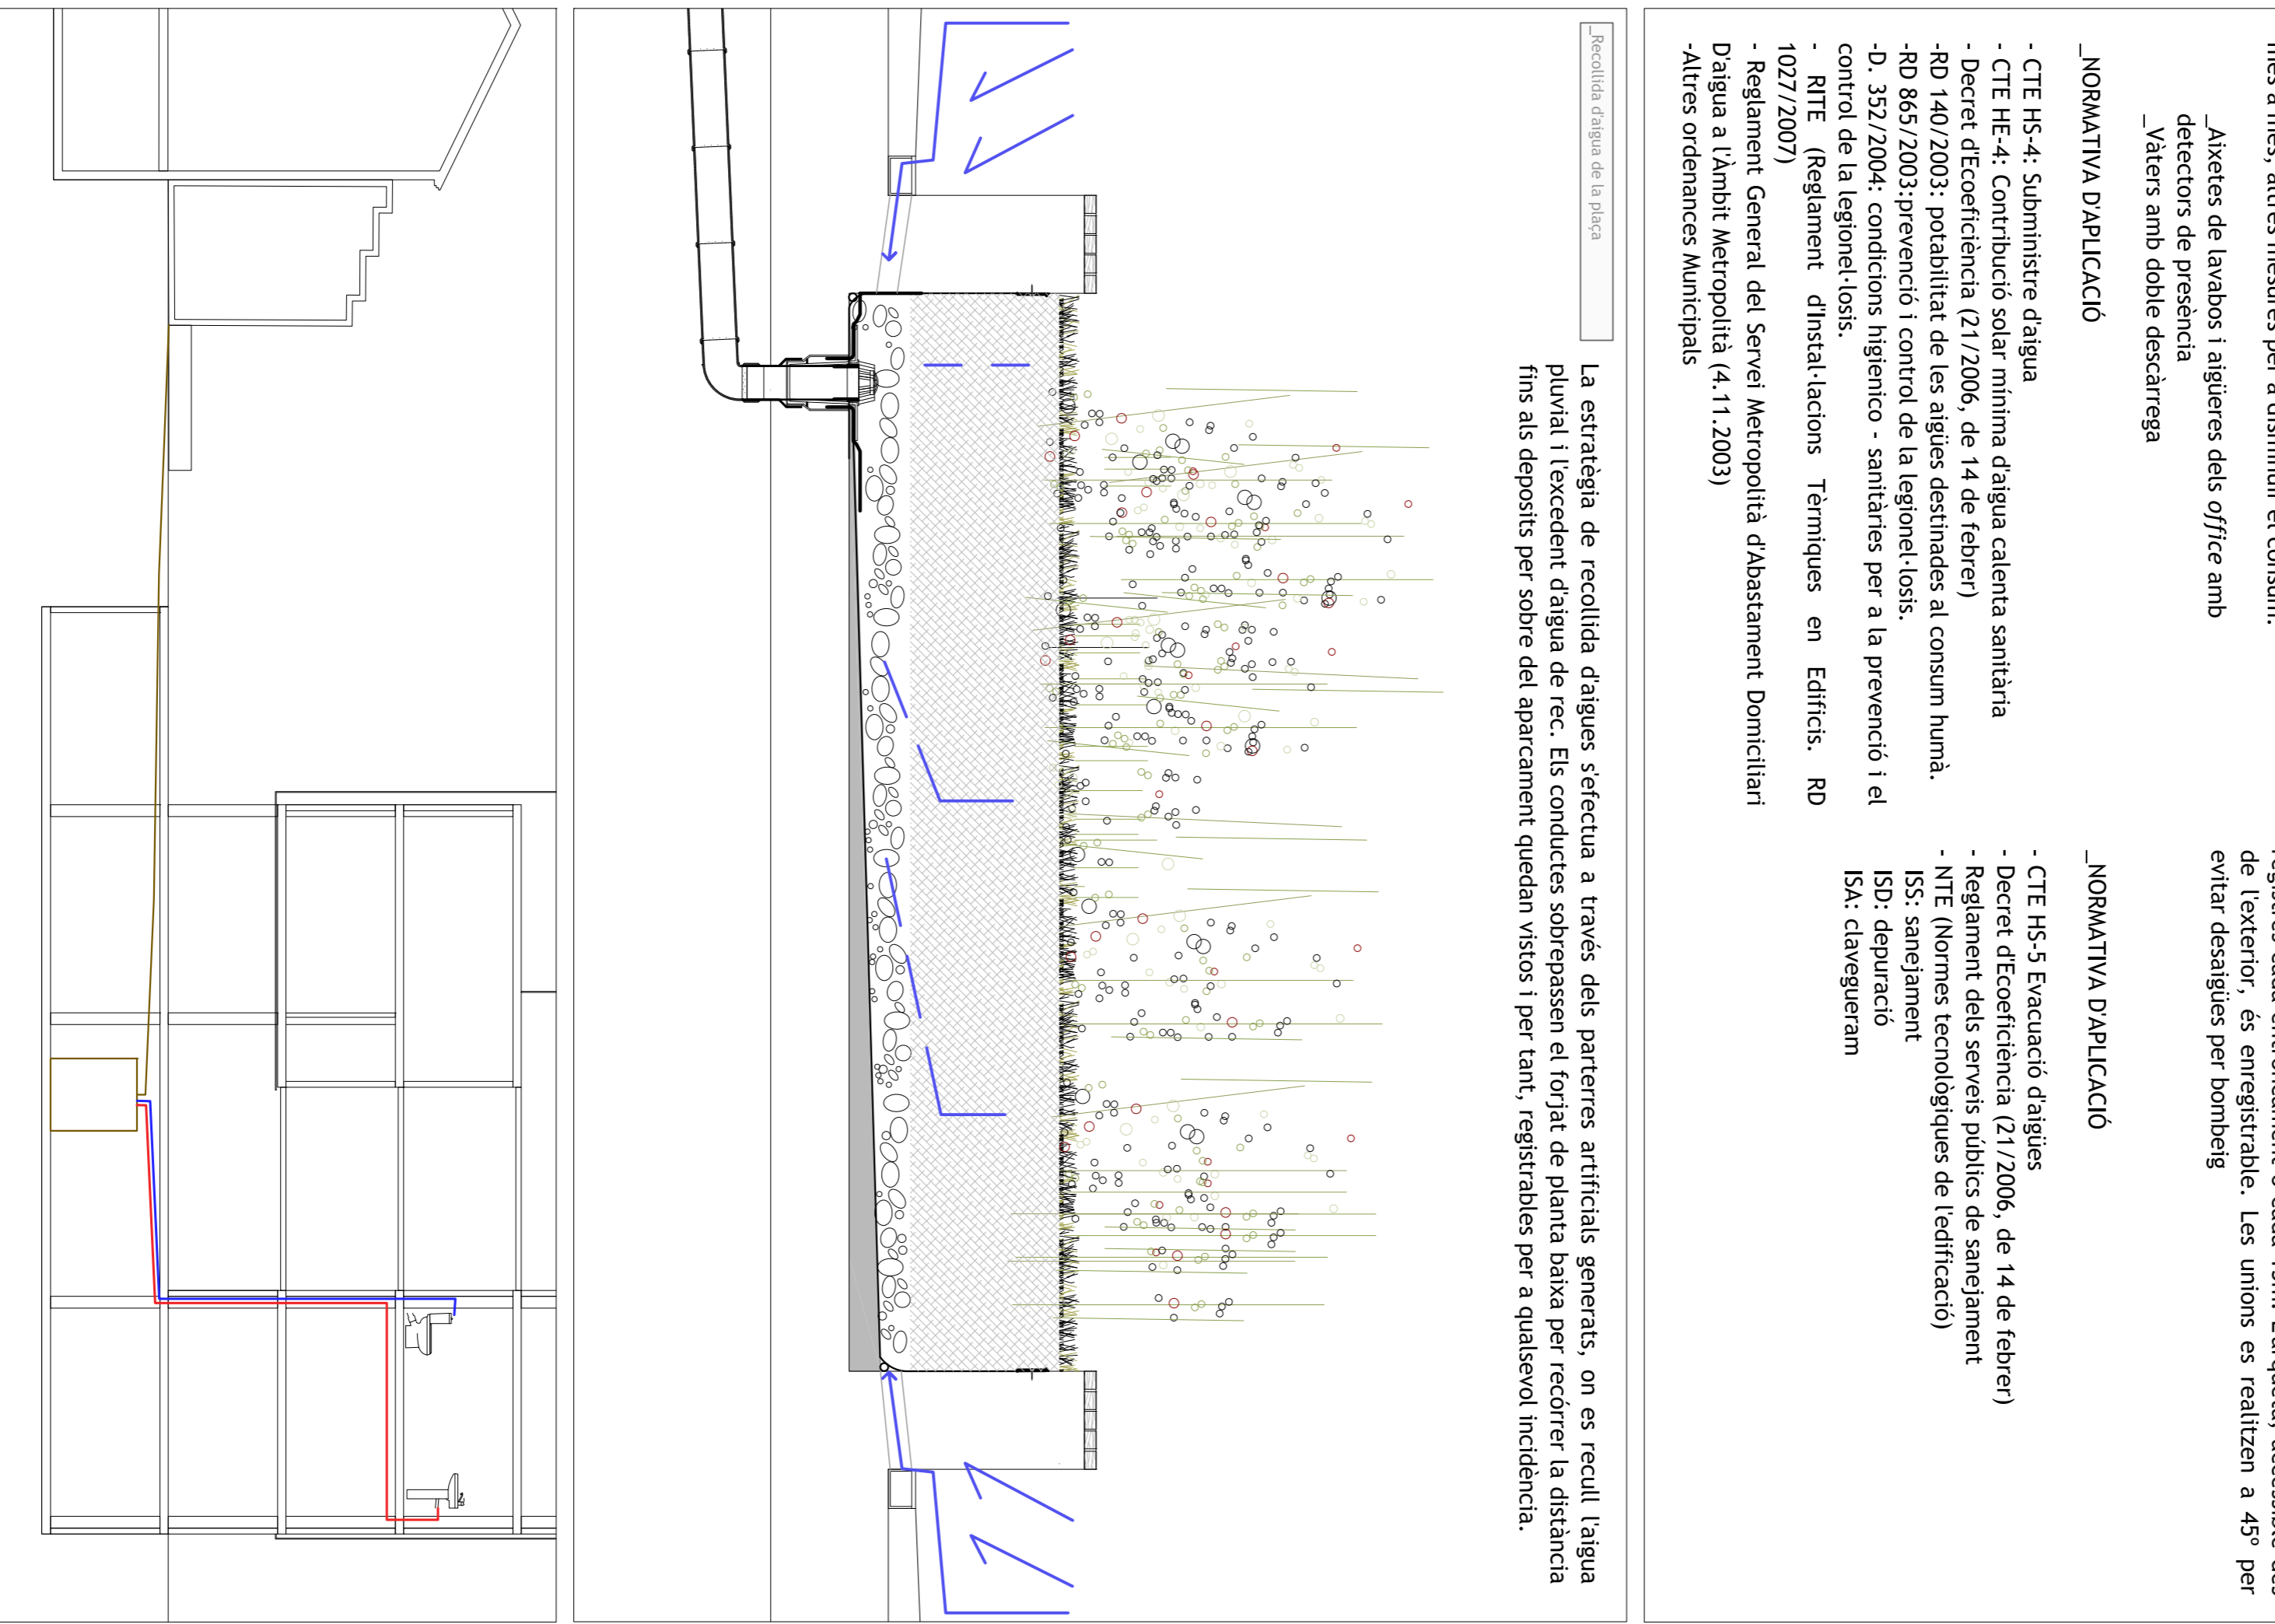 més a més, altres mesures per a disminuir el consum:
_Aixetes de lavabos i aigüeres dels office amb
detectors de presència
_Vàters amb doble descàrrega
_NORMATIVA D'APLICACIÓ
- CTE HS-4: Subministre d'aigua
- CTE HE-4: Contribució solar mínima d'aigua calenta sanitària
- Decret d'Ecoeficiència (21/2006, de 14 de febrer)
-RD 140/2003: potabilitat de les aigües destinades al consum humà.
-RD 865/2003:prevenció i control de la legionel·losis.
-D. 352/2004: condicions higienico - sanitàries per a la prevenció i el
control de la legionel·losis.
- RITE (Reglament d'Instal·lacions Tèrmiques en Edificis. RD
1027/2007)
- Reglament General del Servei Metropolità d'Abastament Domiciliari
D'aigua a l'Àmbit Metropolità (4.11.2003)
-Altres ordenances Municipals
de l'exterior, és enregistrable. Les unions es realitzen a 45º per
evitar desaigües per bombeig
_NORMATIVA D'APLICACIÓ
- CTE HS-5 Evacuació d'aigües
- Decret d'Ecoeficiència (21/2006, de 14 de febrer)
- Reglament dels serveis públics de sanejament
- NTE (Normes tecnològiques de l'edificació)
ISS: sanejament
ISD: depuració
ISA: clavegueram
_Recollida d'aigua de la plaça
La estratègia de recollida d'aigues s'efectua a través dels parterres artificials generats, on es recull l'aigua
pluvial i l'excedent d'aigua de rec. Els conductes sobrepassen el forjat de planta baixa per recórrer la distància
fins als deposits per sobre del aparcament quedan vistos i per tant, registrables per a qualsevol incidència.